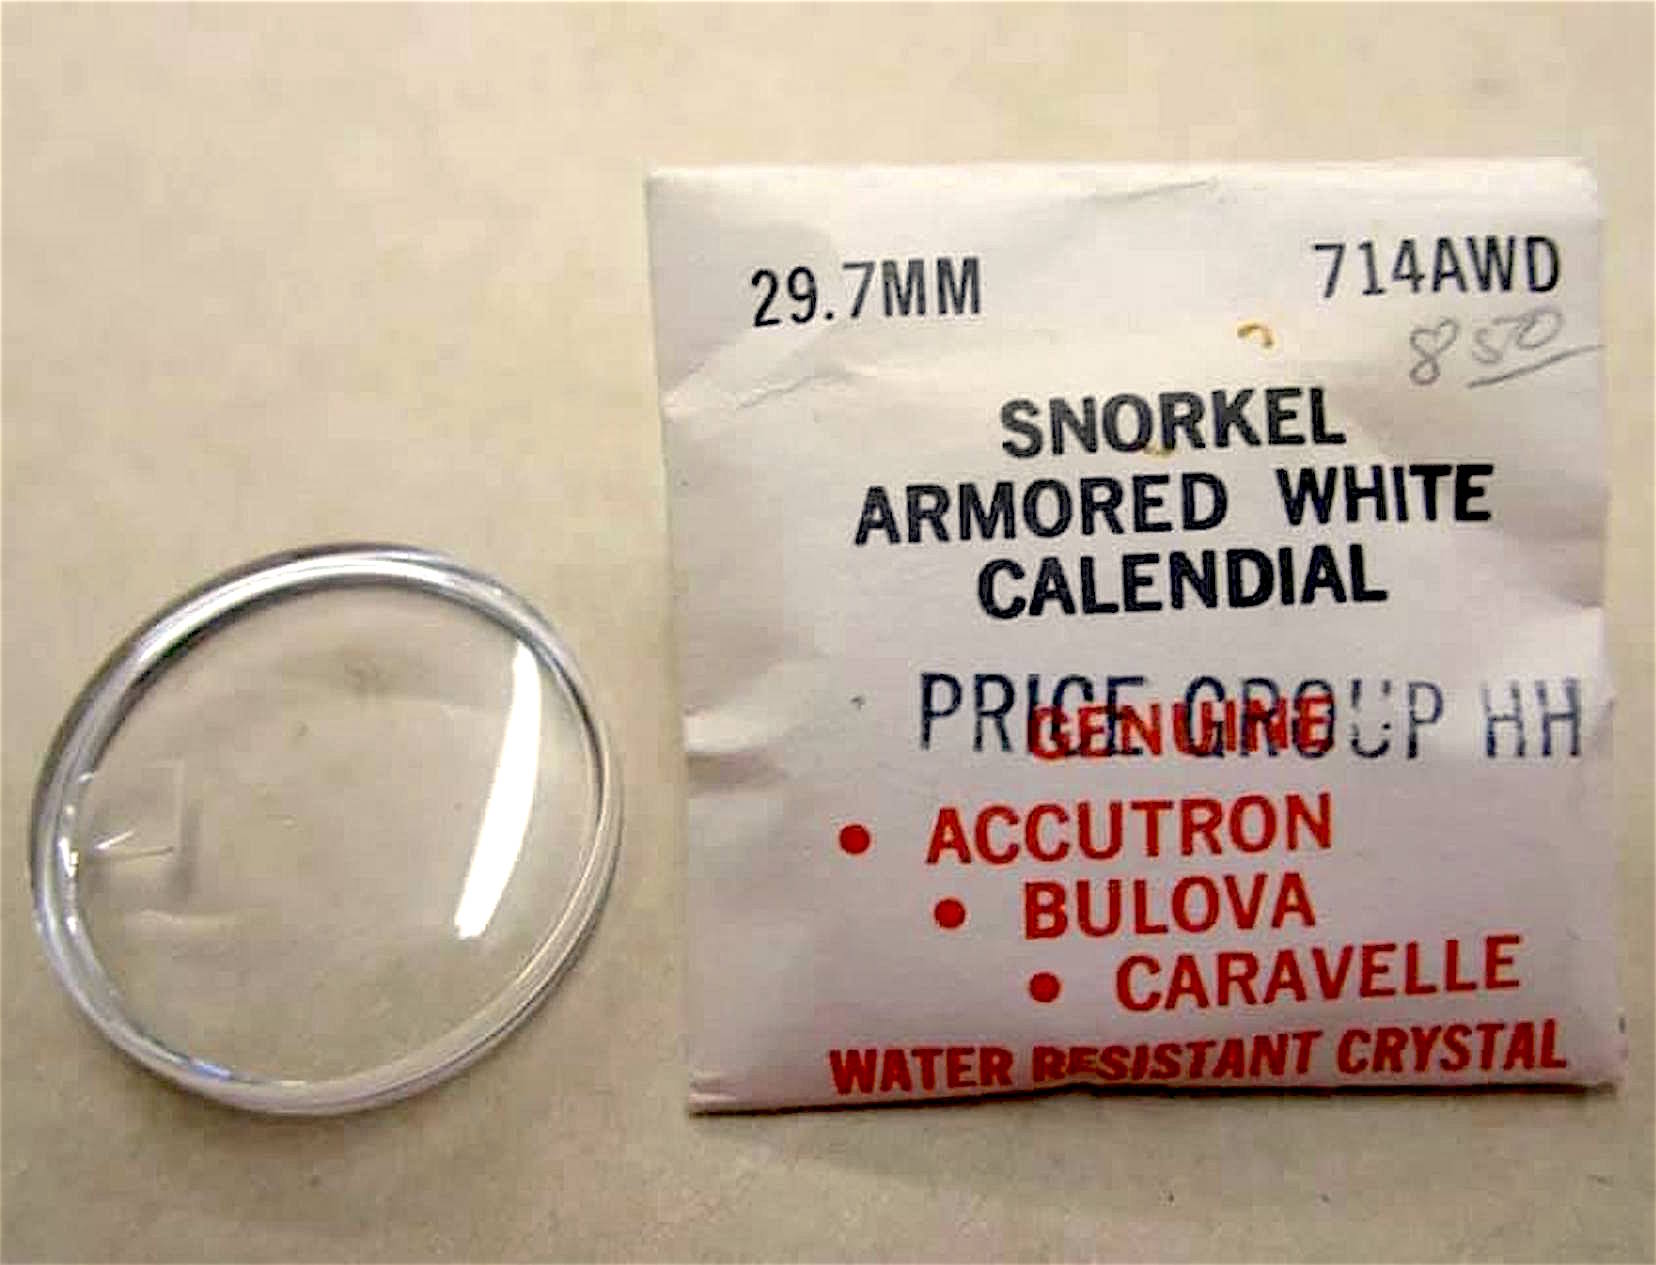 29.7MM 714AWD
8 50
SNORKEL
ARMORED WHITE
CALENDIAL
PRICE GROUP HH
GENUINE
• ACCUTRON
• BULOVA
• CARAVELLE
WATER RESISTANT CRYSTAL